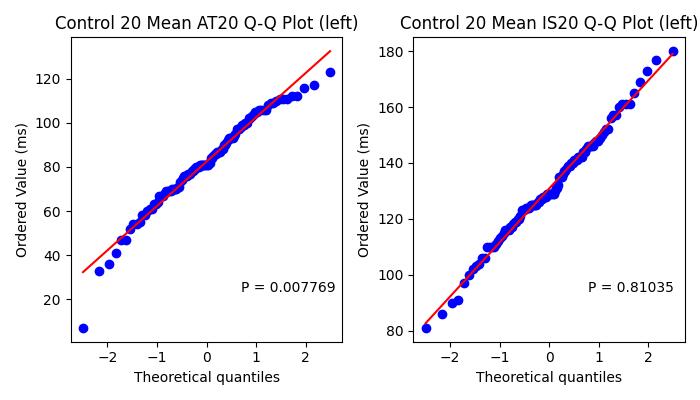 Control 20 Mean AT20 Q-Q Plot (left)
Ordered Value (ms)
120
100
80
60
40
20
P = 0.007769
−2
−1
0
1
2
Theoretical quantiles
Control 20 Mean IS20 Q-Q Plot (left)
Ordered Value (ms)
180
160
140
120
100
80
P = 0.81035
−2
−1
0
1
2
Theoretical quantiles